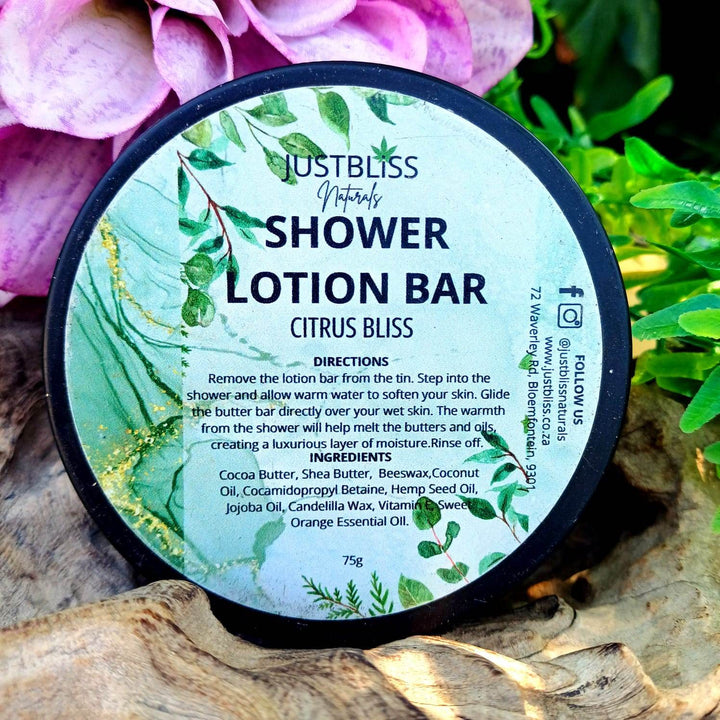 JUSTBLiSS
Naturals
SHOWER
LOTION BAR
CITRUS BLISS
DIRECTIONS
Remove the lotion bar from the tin. Step into the
shower and allow warm water to soften your skin. Glide
the butter bar directly over your wet skin. The warmth
from the shower will help melt the butters and oils,
creating a luxurious layer of moisture.Rinse off.
INGREDIENTS
Cocoa Butter, Shea Butter, Beeswax,Coconut
Oil, Cocamidopropyl Betaine, Hemp Seed Oil,
Jojoba Oil, Candelilla Wax, Vitamin E, Sweet
Orange Essential Oil.
75g
FOLLOW US
@justblissnaturals
www.justbliss.co.za
72 Waverley Rd, Bloemfontein, 9301